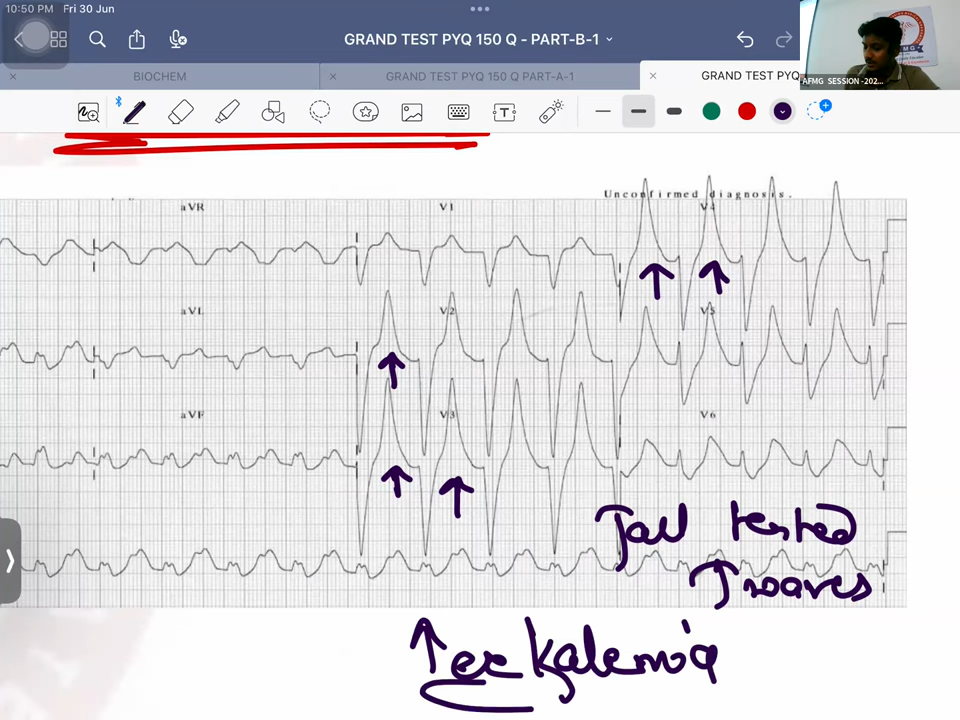 10:50 PM Fri 30 Jun
GRAND TEST PYQ 150 Q - PART-B-1
BIOCHEM
GRAND TEST PYQ 150 Q PART-A-1
GRAND TEST PYQ
AFMG SESSION -202...
Unconfirmed diagnosis.
aVR V1 V4
aVL V2 V5
aVF V3 V6
Tall tented
T waves
↑er kalemia